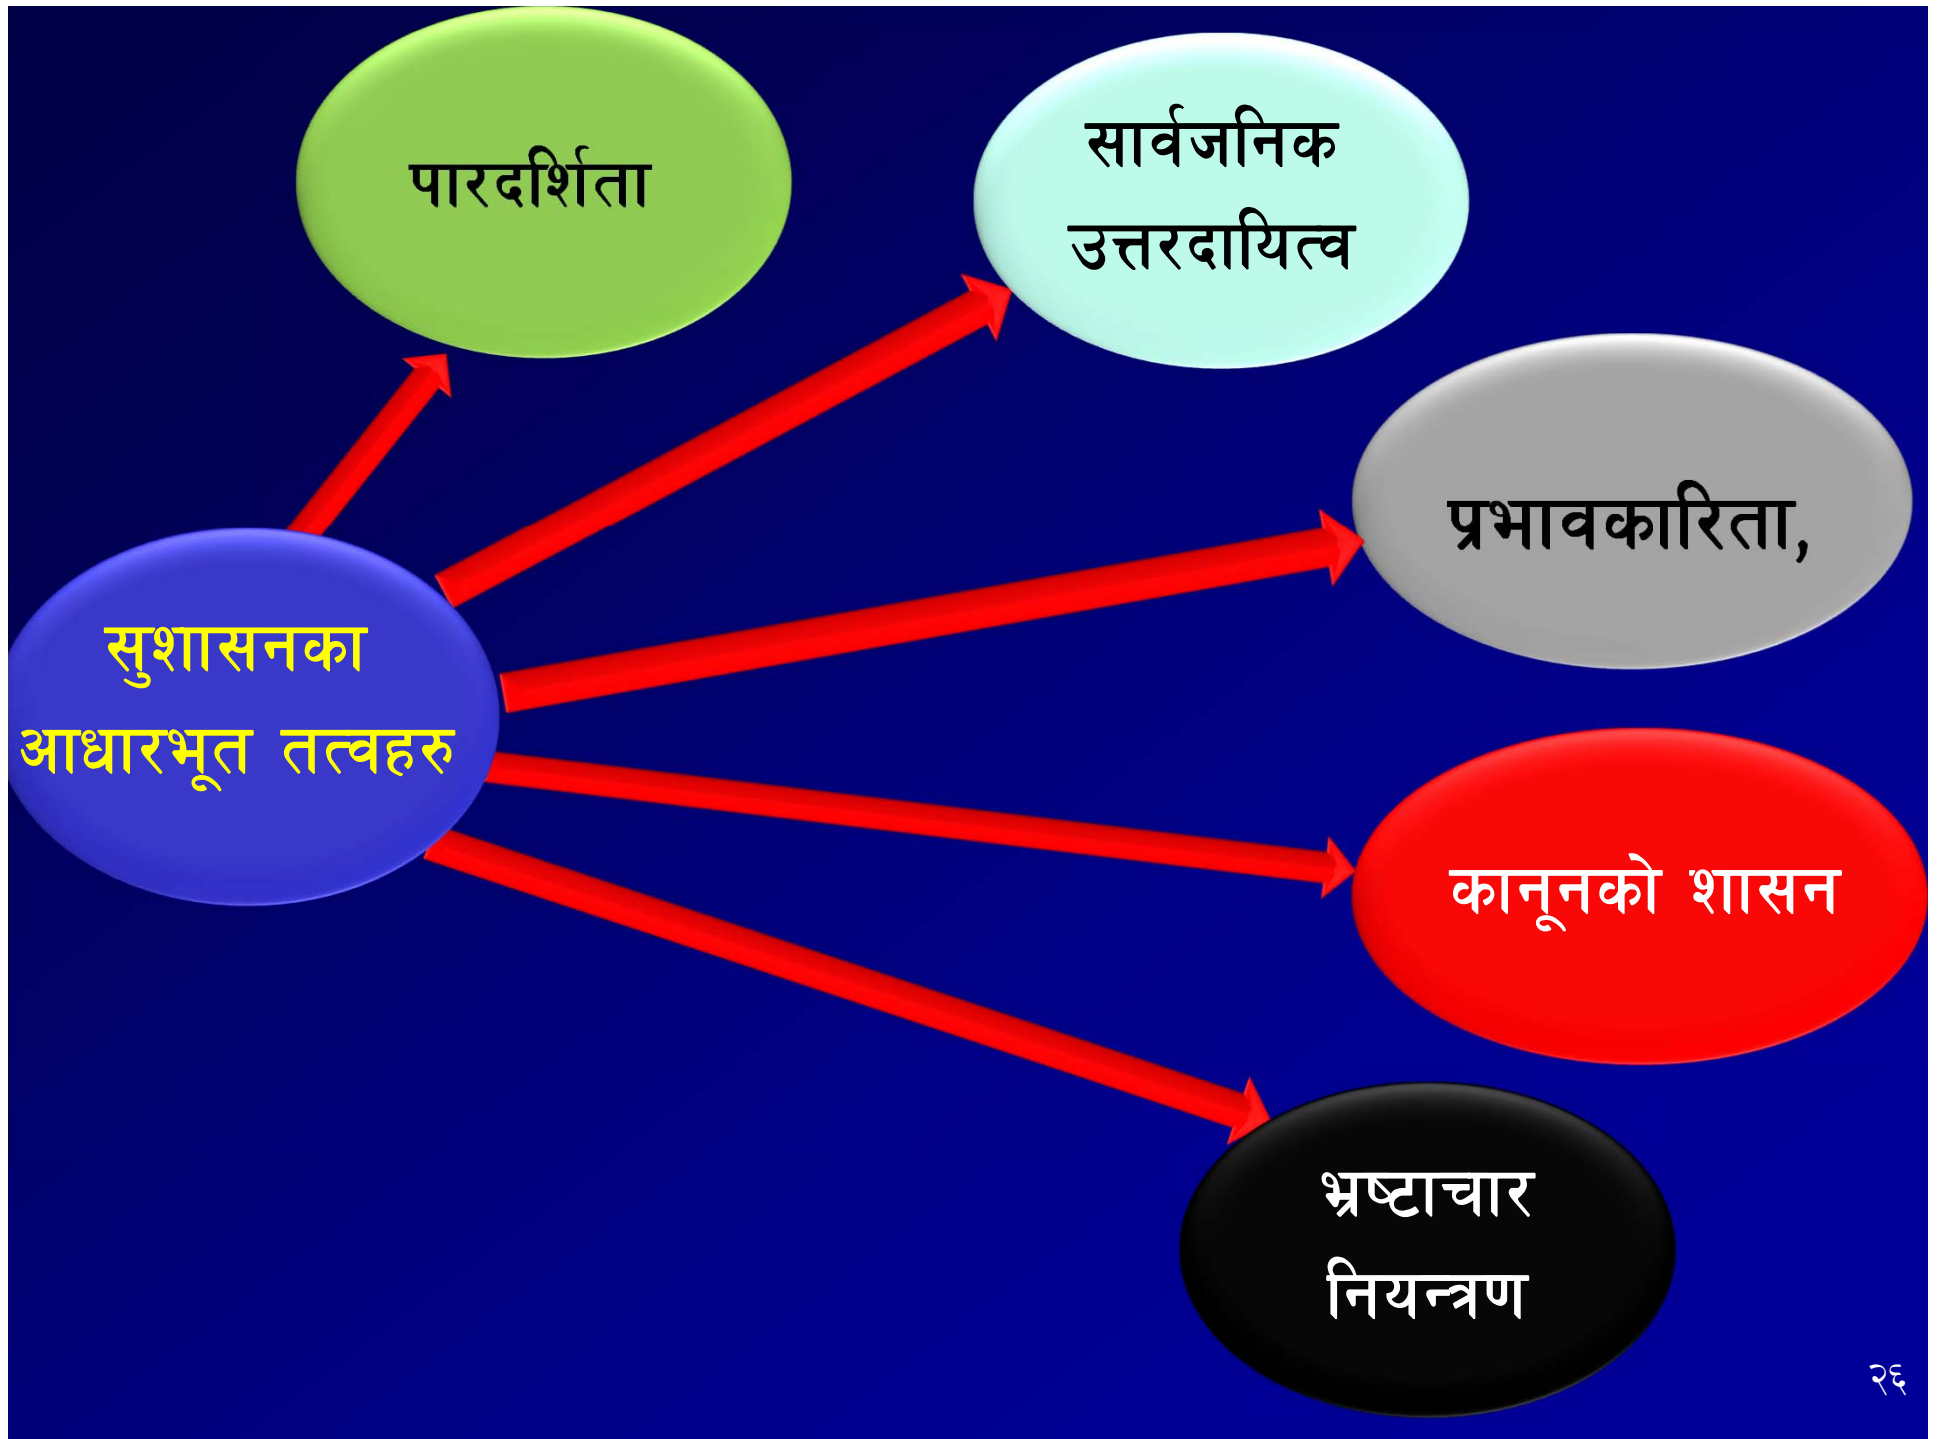 पारदर्शिता
सार्वजनिक
उत्तरदायित्व
प्रभावकारिता,
सुशासनका
आधारभूत तत्वहरु
कानूनको शासन
भ्रष्टाचार
नियन्त्रण
२६